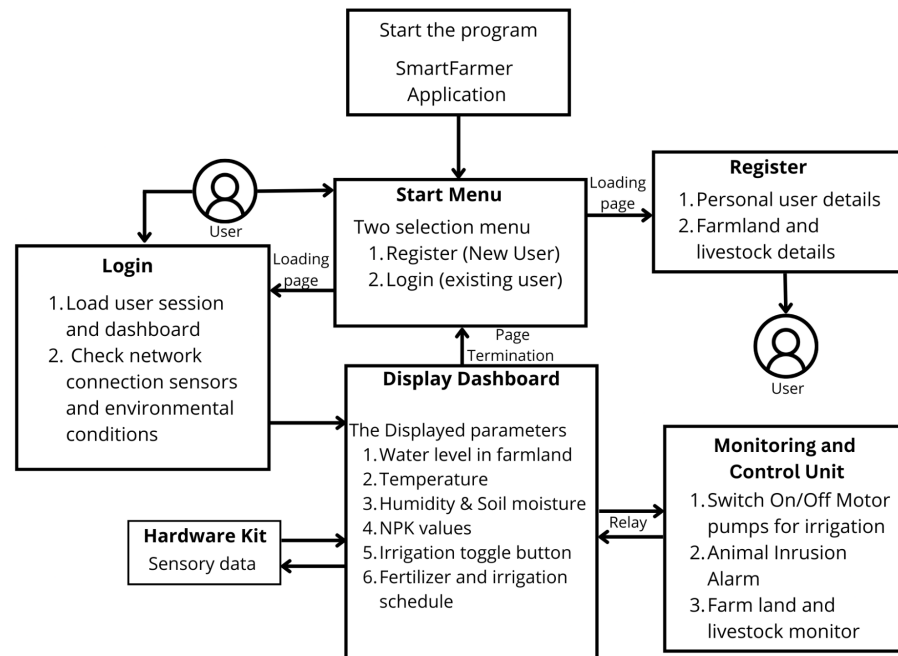 Start the program
SmartFarmer
Application
Register
1. Personal user details
2. Farmland and
livestock details
User
Loading
page
Start Menu
Two selection menu
1. Register (New User)
2. Login (existing user)
User
Loading
page
Login
1. Load user session
and dashboard
2. Check network
connection sensors
and environmental
conditions
Page
Termination
Display Dashboard
The Displayed parameters
1. Water level in farmland
2. Temperature
3. Humidity & Soil moisture
4. NPK values
5. Irrigation toggle button
6. Fertilizer and irrigation
schedule
Hardware Kit
Sensory data
Relay
Monitoring and
Control Unit
1. Switch On/Off Motor
pumps for irrigation
2. Animal Inrusion
Alarm
3. Farm land and
livestock monitor